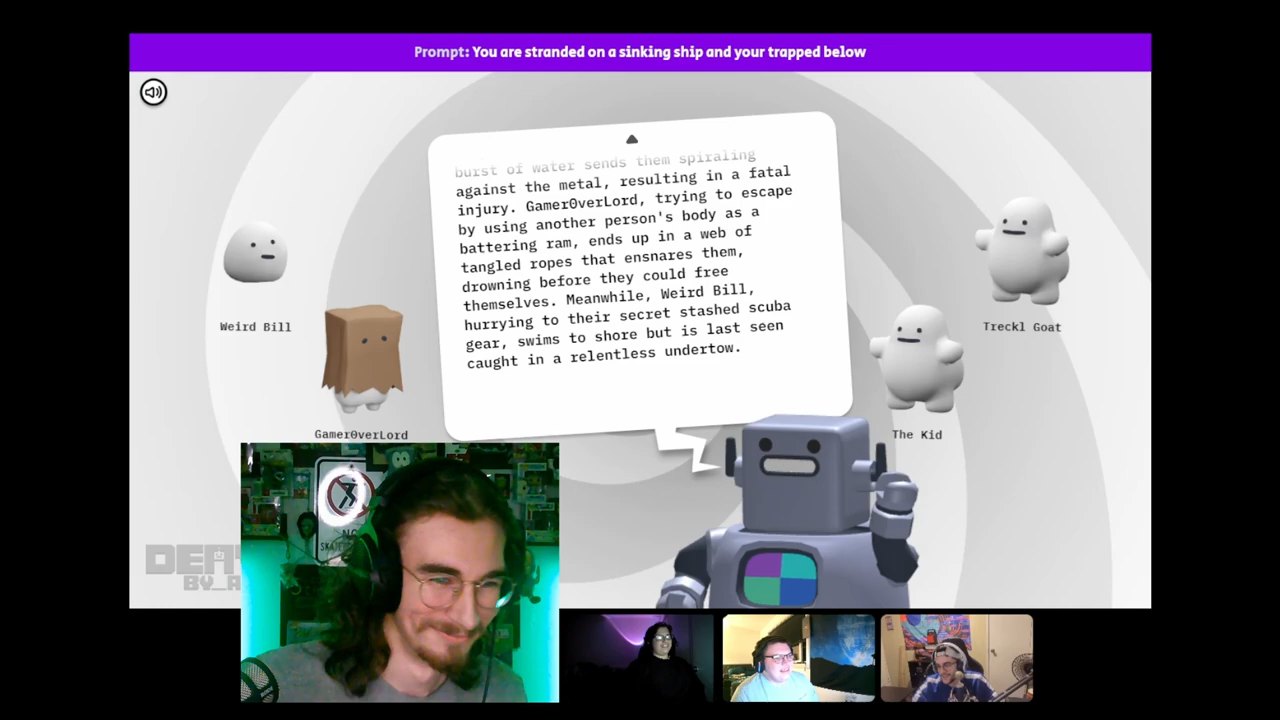 Prompt: You are stranded on a sinking ship and your trapped below
burst of water sends them spiraling
against the metal, resulting in a fatal
injury. Gamer0verLord, trying to escape
by using another person's body as a
battering ram, ends up in a web of
tangled ropes that ensnares them,
drowning before they could free
themselves. Meanwhile, Weird Bill,
hurrying to their secret stashed scuba
gear, swims to shore but is last seen
caught in a relentless undertow.
Weird Bill
Treckl Goat
Gamer0verLord
The Kid
NO